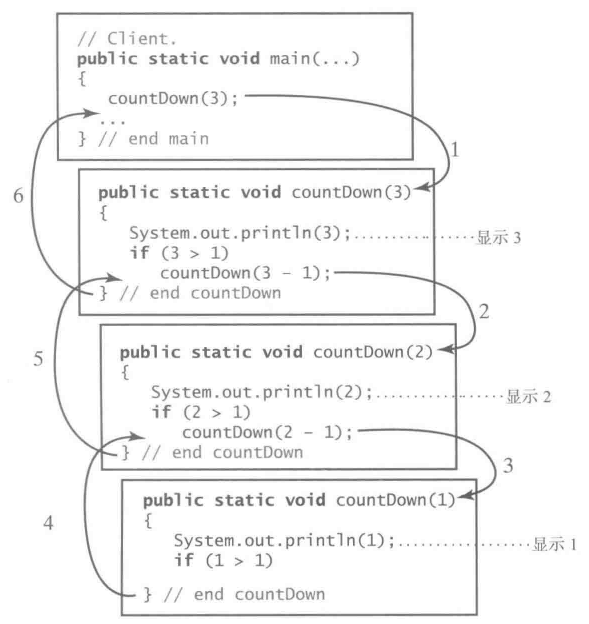 // Client.
public static void main(...)
{
countDown(3);
...
} // end main
1
6
public static void countDown(3)
{
System.out.println(3);............显示 3
if (3 > 1)
countDown(3 – 1);
} // end countDown
2
5
public static void countDown(2)
{
System.out.println(2);............显示 2
if (2 > 1)
countDown(2 – 1);
} // end countDown
3
4
public static void countDown(1)
{
System.out.println(1);............显示 1
if (1 > 1)
} // end countDown